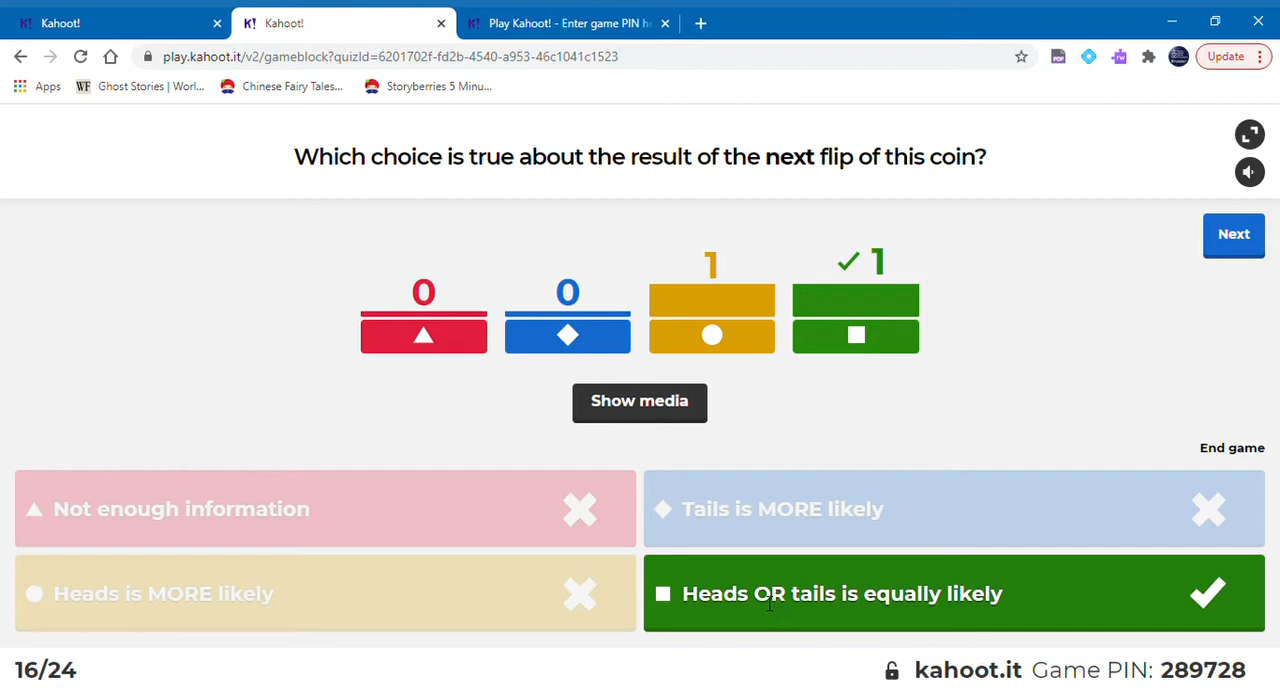 K! Kahoot!
K! Kahoot!
K! Play Kahoot! - Enter game PIN he
play.kahoot.it/v2/gameblock?quizId=6201702f-fd2b-4540-a953-46c1041c1523
Update
Apps
WF Ghost Stories | Worl...
Chinese Fairy Tales...
Storyberries 5 Minu...
Which choice is true about the result of the next flip of this coin?
Next
0
0
1
1
Show media
End game
Not enough information
Tails is MORE likely
Heads is MORE likely
Heads OR tails is equally likely
16/24
kahoot.it Game PIN: 289728